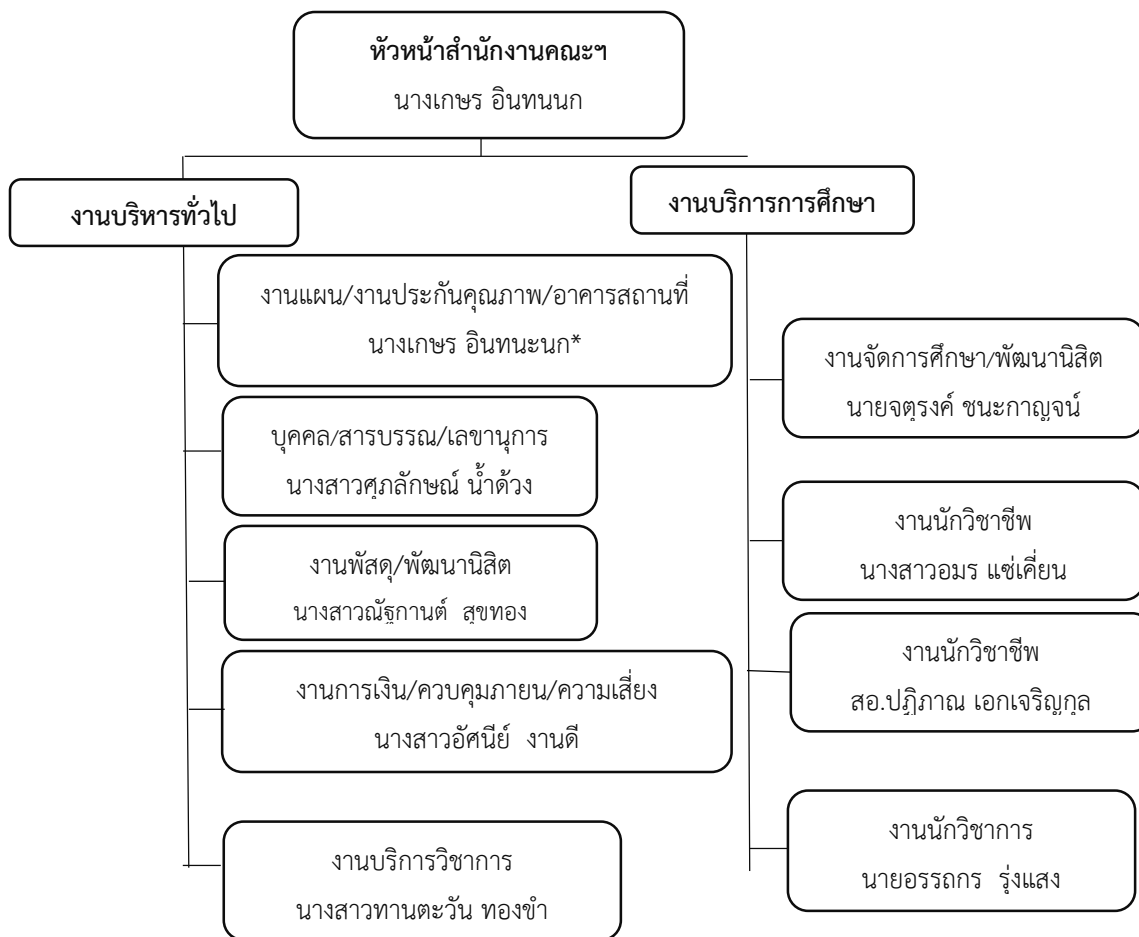 หัวหน้าสำนักงานคณะฯ
นางเกษร อินทนนก
งานบริหารทั่วไป
งานแผน/งานประกันคุณภาพ/อาคารสถานที่
นางเกษร อินทนะนก*
บุคคล/สารบรรณ/เลขานุการ
นางสาวศุภลักษณ์ น้ำด้วง
งานพัสดุ/พัฒนานิสิต
นางสาวณัฐกานต์ สุขทอง
งานการเงิน/ควบคุมภายน/ความเสี่ยง
นางสาวอัศนีย์ งานดี
งานบริการวิชาการ
นางสาวทานตะวัน ทองขำ
งานบริการการศึกษา
งานจัดการศึกษา/พัฒนานิสิต
นายจตุรงค์ ชนะกาญจน์
งานนักวิชาชีพ
นางสาวอมร แซ่เคี่ยน
งานนักวิชาชีพ
สอ.ปฏิภาณ เอกเจริญกุล
งานนักวิชาการ
นายอรรถกร รุ่งแสง